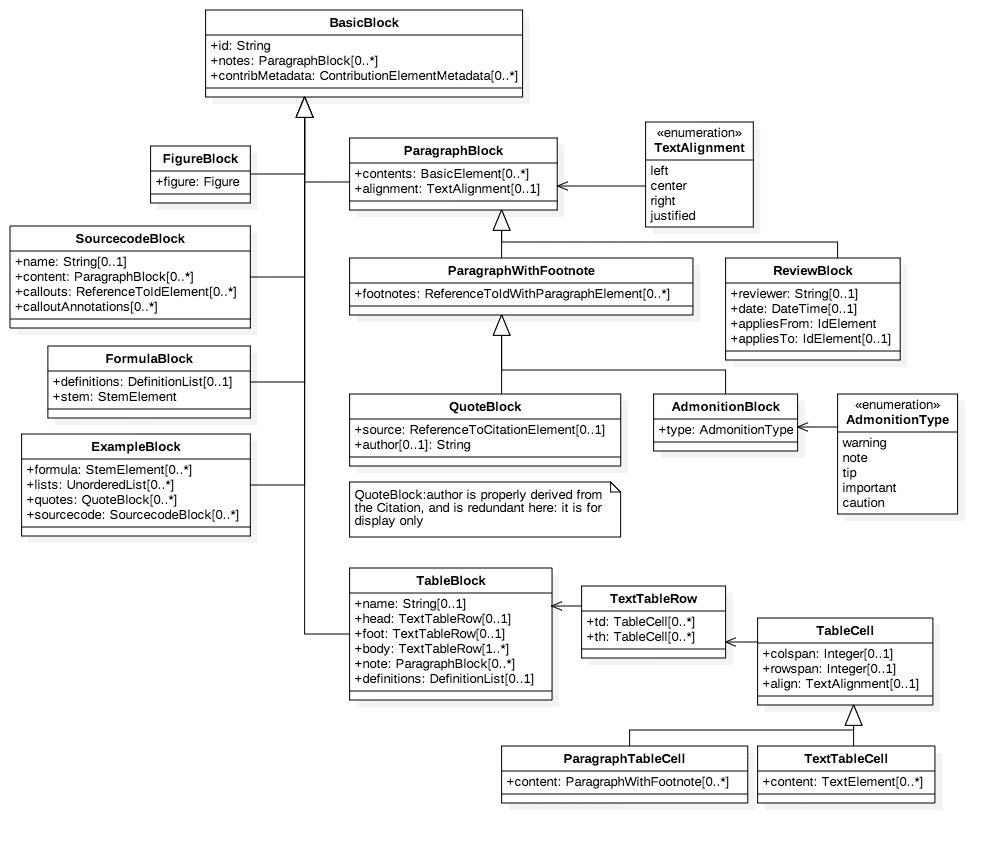 BasicBlock
+id: String
+notes: ParagraphBlock[0..*]
+contribMetadata: ContributionElementMetadata[0..*]
FigureBlock
+figure: Figure
ParagraphBlock
+contents: BasicElement[0..*]
+alignment: TextAlignment[0..1]
«enumeration»
TextAlignment
left
center
right
justified
SourcecodeBlock
+name: String[0..1]
+content: ParagraphBlock[0..*]
+callouts: ReferenceToIdElement[0..*]
+calloutAnnotations[0..*]
ParagraphWithFootnote
+footnotes: ReferenceToIdWithParagraphElement[0..*]
ReviewBlock
+reviewer: String[0..1]
+date: DateTime[0..1]
+appliesFrom: IdElement
+appliesTo: IdElement[0..1]
FormulaBlock
+definitions: DefinitionList[0..1]
+stem: StemElement
QuoteBlock
+source: ReferenceToCitationElement[0..1]
+author[0..1]: String
AdmonitionBlock
+type: AdmonitionType
«enumeration»
AdmonitionType
warning
note
tip
important
caution
ExampleBlock
+formula: StemElement[0..*]
+lists: UnorderedList[0..*]
+quotes: QuoteBlock[0..*]
+sourcecode: SourcecodeBlock[0..*]
QuoteBlock:author is properly derived from
the Citation, and is redundant here: it is for
display only
TableBlock
+name: String[0..1]
+head: TextTableRow[0..1]
+foot: TextTableRow[0..1]
+body: TextTableRow[1..*]
+note: ParagraphBlock[0..*]
+definitions: DefinitionList[0..1]
TextTableRow
+td: TableCell[0..*]
+th: TableCell[0..*]
TableCell
+colspan: Integer[0..1]
+rowspan: Integer[0..1]
+align: TextAlignment[0..1]
ParagraphTableCell
+content: ParagraphWithFootnote[0..*]
TextTableCell
+content: TextElement[0..*]